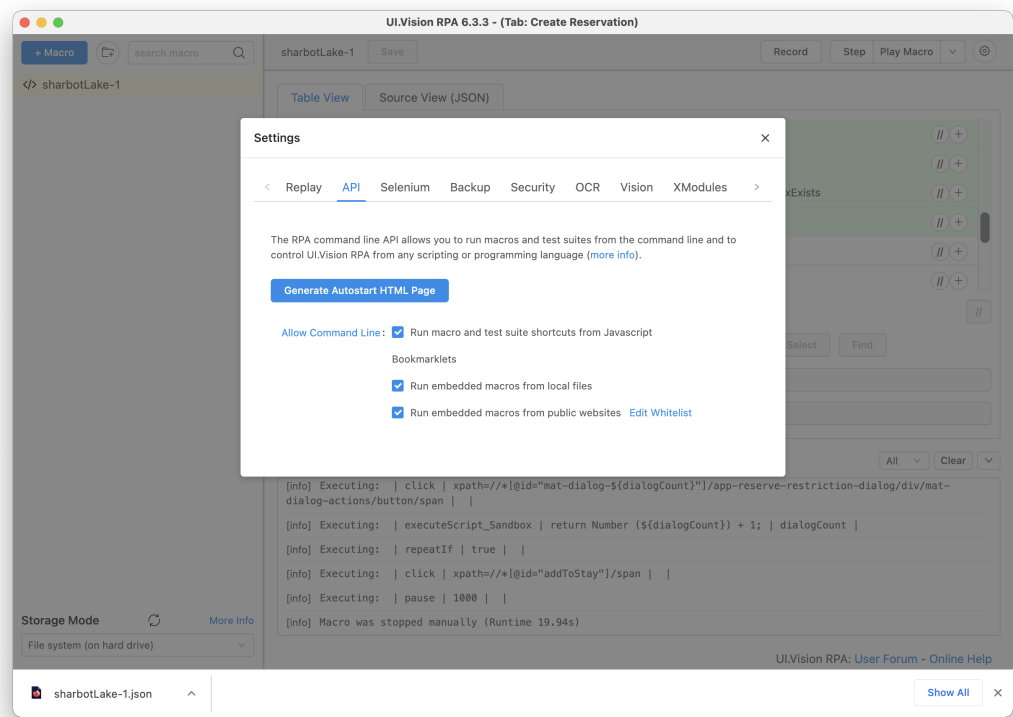 UI.Vision RPA 6.3.3 - (Tab: Create Reservation)
+ Macro
search macro
sharbotLake-1
Save
Record
Step
Play Macro
</> sharbotLake-1
Table View
Source View (JSON)
Settings
Replay
API
Selenium
Backup
Security
OCR
Vision
XModules
// +
// +
xExists
// +
// +
// +
// +
//
The RPA command line API allows you to run macros and test suites from the command line and to
control UI.Vision RPA from any scripting or programming language (more info).
Generate Autostart HTML Page
Allow Command Line:
Run macro and test suite shortcuts from Javascript
Bookmarklets
Run embedded macros from local files
Run embedded macros from public websites Edit Whitelist
Select
Find
All
Clear
[info] Executing: | click | xpath=//*[@id="mat-dialog-${dialogCount}"]/app-reserve-restriction-dialog/div/mat-
dialog-actions/button/span | |
[info] Executing: | executeScript_Sandbox | return Number (${dialogCount}) + 1; | dialogCount |
[info] Executing: | repeatIf | true | |
[info] Executing: | click | xpath=//*[@id="addToStay"]/span | |
[info] Executing: | pause | 1000 | |
[info] Macro was stopped manually (Runtime 19.94s)
Storage Mode
More Info
File system (on hard drive)
UI.Vision RPA: User Forum - Online Help
sharbotLake-1.json
Show All